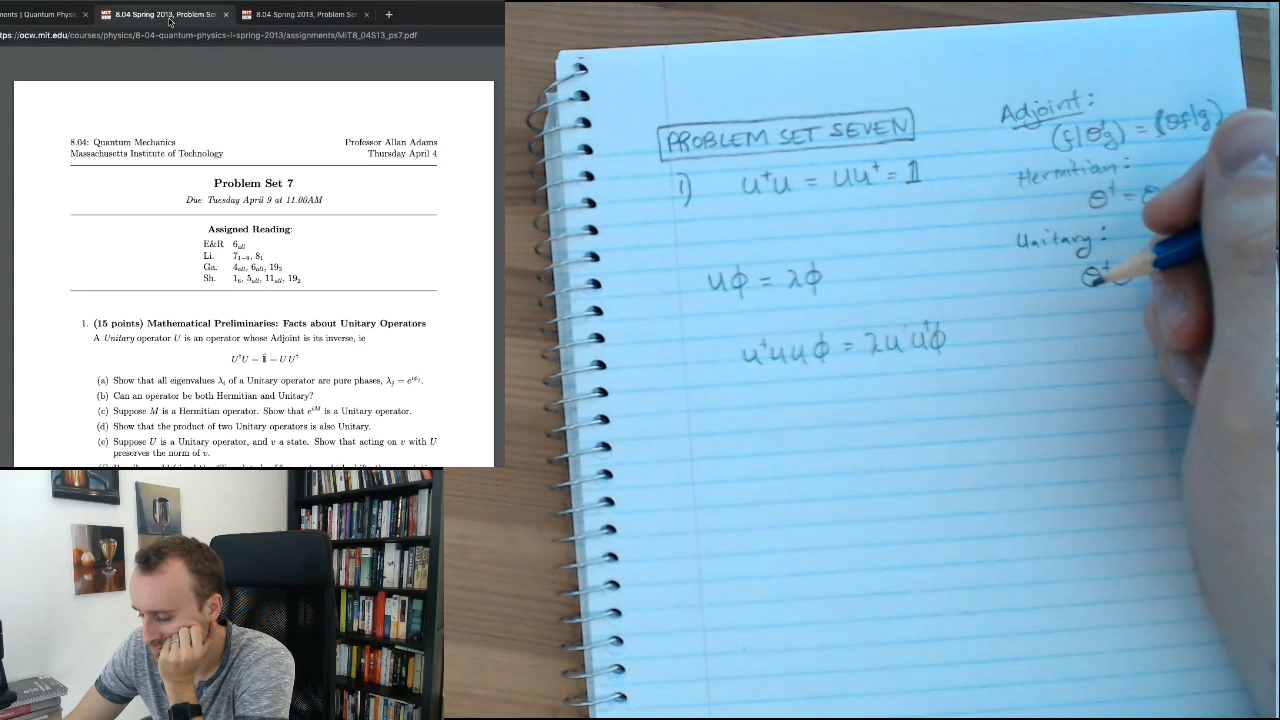 ments | Quantum Physic
8.04 Spring 2013, Problem Set
8.04 Spring 2013, Problem Set
tps://ocw.mit.edu/courses/physics/8-04-quantum-physics-i-spring-2013/assignments/MIT8_04S13_ps7.pdf
8.04: Quantum Mechanics
Professor Allan Adams
Massachusetts Institute of Technology
Thursday April 4
Problem Set 7
Due Tuesday April 9 at 11.00AM
Assigned Reading:
E&R 6all
Li. 7₁₋₉, 8₁
Ga. 4all, 6all, 19₂
Sh. 1₆, 5all, 11all, 19₂
1. (15 points) Mathematical Preliminaries: Facts about Unitary Operators
A Unitary operator U is an operator whose Adjoint is its inverse, ie
U†U = 𝟙̂ = U U†
(a) Show that all eigenvalues λᵢ of a Unitary operator are pure phases,
(b) Can an operator be both Hermitian and Unitary?
(c) Suppose M is a Hermitian operator. Show that e^{iM} is a Unitary operator.
(d) Show that the product of two Unitary operators is also Unitary.
(e) Suppose U is a Unitary operator, and v a state. Show that acting on v with U
preserves the norm of v.
PROBLEM SET SEVEN
1) U†U = UU† = 𝟙
Uϕ = λϕ
U†UUϕ = λUU†ϕ
Adjoint:
(f|Θ†g) = (Θf|g)
Hermitian:
Θ† = Θ
Unitary:
Θ†